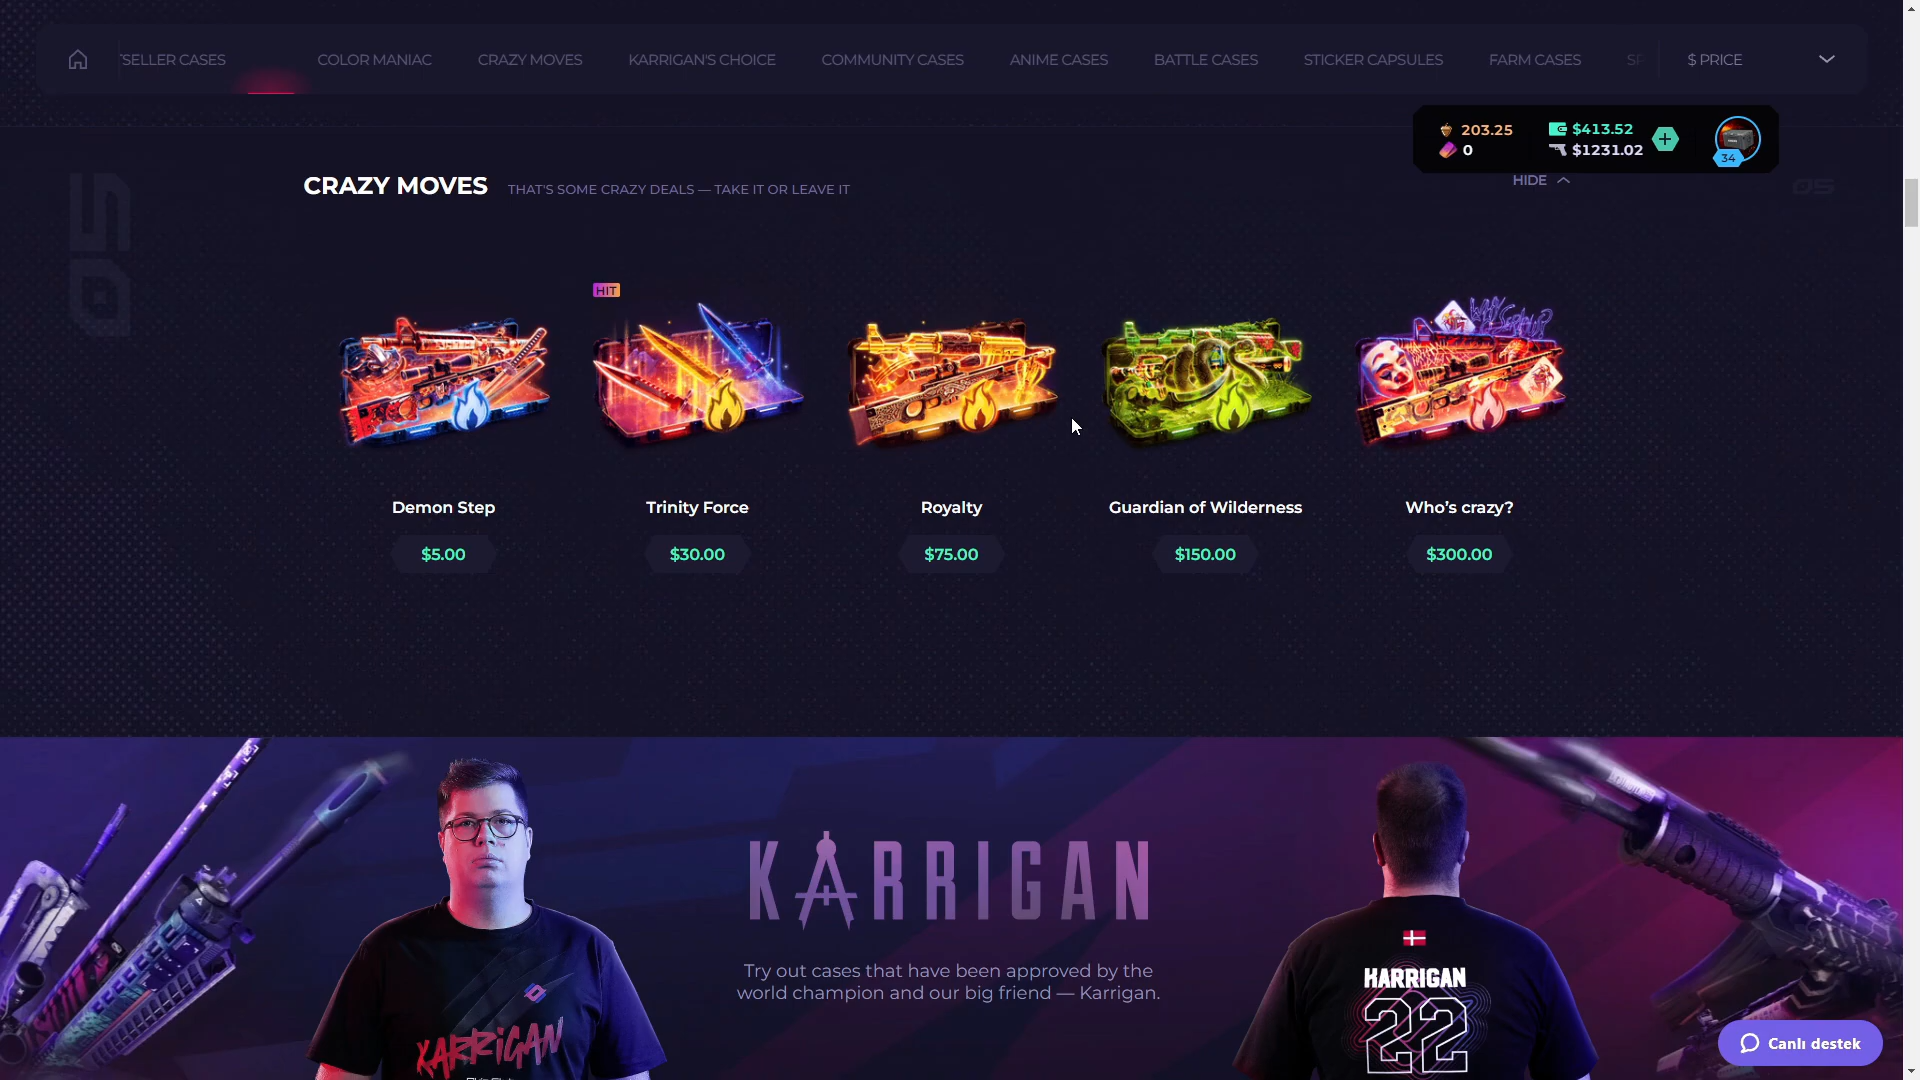 SELLER CASES
COLOR MANIAC
CRAZY MOVES
KARRIGAN'S CHOICE
COMMUNITY CASES
ANIME CASES
BATTLE CASES
STICKER CAPSULES
FARM CASES
$ PRICE
203.25
$413.52
0
$1231.02
34
CRAZY MOVES
THAT'S SOME CRAZY DEALS — TAKE IT OR LEAVE IT
HIDE
05
05
HIT
Demon Step
Trinity Force
Royalty
Guardian of Wilderness
Who's crazy?
$5.00
$30.00
$75.00
$150.00
$300.00
KARRIGAN
Try out cases that have been approved by the
world champion and our big friend — Karrigan.
KARRIGAN
KARRIGAN
22
Canlı destek